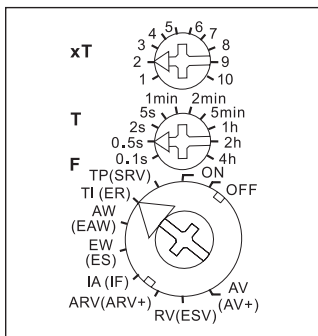 xT
1
2
3
4
5
6
7
8
9
10
T
0.1s
0.5s
2s
5s
1min
2min
5min
1h
2h
4h
F
TP(SRV)
ON
OFF
TI (ER)
AW
(EAW)
EW
(ES)
IA (IF)
ARV(ARV+)
RV(ESV)
AV
(AV+)